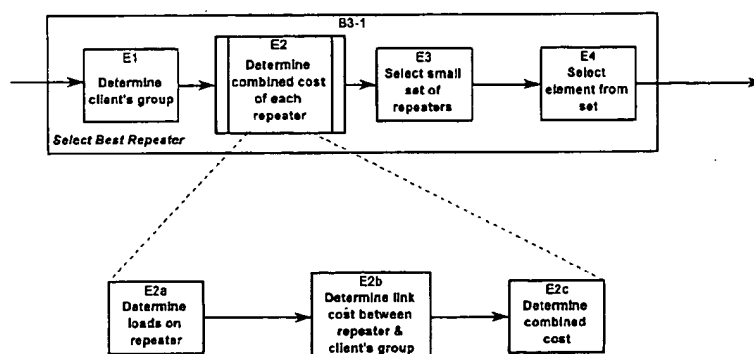 B3-1
E1
Determine
client's group
E2
Determine
combined cost
of each
repeater
E3
Select small
set of
repeaters
E4
Select
element from
set
Select Best Repeater
E2a
Determine
loads on
repeater
E2b
Determine link
cost between
repeater &
client's group
E2c
Determine
combined
cost